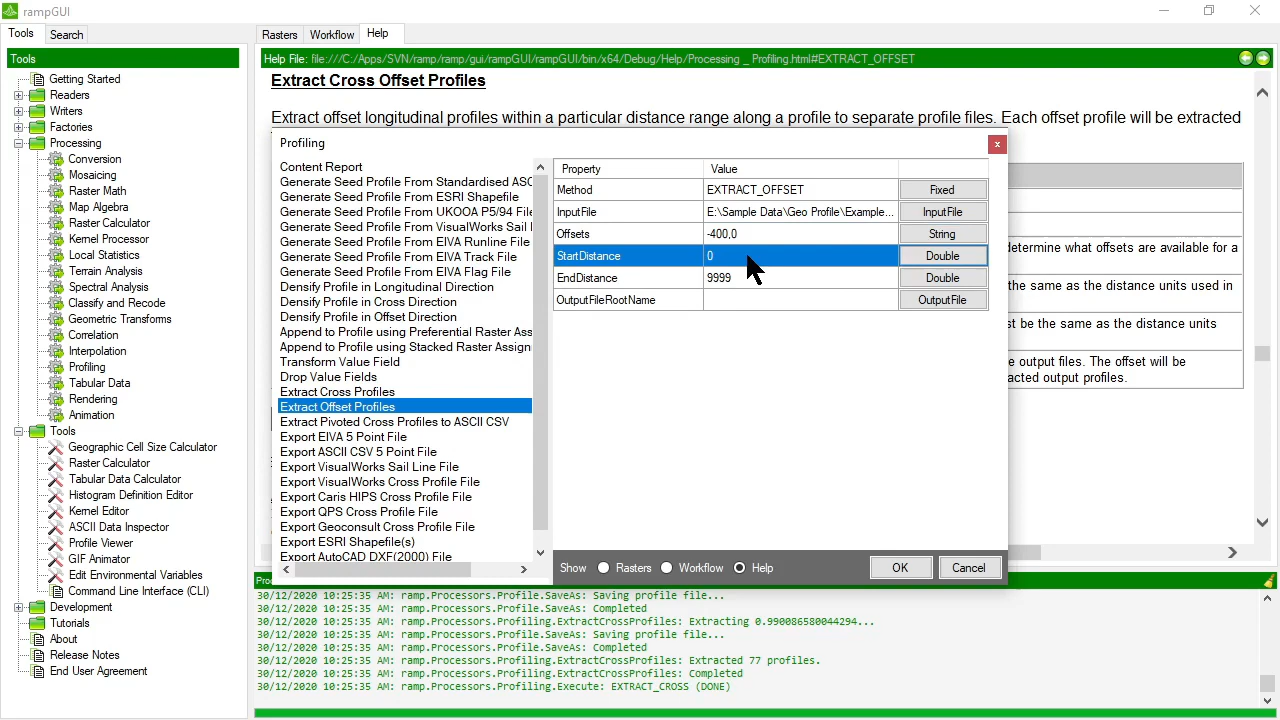 rampGUI
Tools Search Rasters Workflow Help
Tools
Getting Started
Readers
Writers
Factories
Processing
Conversion
Mosaicing
Raster Math
Map Algebra
Raster Calculator
Kernel Processor
Local Statistics
Terrain Analysis
Spectral Analysis
Classify and Recode
Geometric Transforms
Correlation
Interpolation
Profiling
Tabular Data
Rendering
Animation
Tools
Geographic Cell Size Calculator
Raster Calculator
Tabular Data Calculator
Histogram Definition Editor
Kernel Editor
ASCII Data Inspector
Profile Viewer
GIF Animator
Edit Environmental Variables
Command Line Interface (CLI)
Development
Tutorials
About
Release Notes
End User Agreement
Help File: file:///C:/Apps/SVN/ramp/ramp/gui/rampGUI/rampGUI/bin/x64/Debug/Help/Processing _ Profiling.html#EXTRACT_OFFSET
Extract Cross Offset Profiles
Extract offset longitudinal profiles within a particular distance range along a profile to separate profile files. Each offset profile will be extracted
determine what offsets are available for a
the same as the distance units used in
st be the same as the distance units
e output files. The offset will be
acted output profiles.
Profiling
x
Content Report
Generate Seed Profile From Standardised ASC
Generate Seed Profile From ESRI Shapefile
Generate Seed Profile From UKOOA P5/94 File
Generate Seed Profile From VisualWorks Sail
Generate Seed Profile From EIVA Runline File
Generate Seed Profile From EIVA Track File
Generate Seed Profile From EIVA Flag File
Densify Profile in Longitudinal Direction
Densify Profile in Cross Direction
Densify Profile in Offset Direction
Append to Profile using Preferential Raster Ass
Append to Profile using Stacked Raster Assign
Transform Value Field
Drop Value Fields
Extract Cross Profiles
Extract Offset Profiles
Extract Pivoted Cross Profiles to ASCII CSV
Export EIVA 5 Point File
Export ASCII CSV 5 Point File
Export VisualWorks Sail Line File
Export VisualWorks Cross Profile File
Export Caris HIPS Cross Profile File
Export QPS Cross Profile File
Export Geoconsult Cross Profile File
Export ESRI Shapefile(s)
Export AutoCAD DXF(2000) File
Property Value
Method EXTRACT_OFFSET Fixed
InputFile E:\Sample Data\Geo Profile\Example... InputFile
Offsets -400,0 String
StartDistance 0 Double
EndDistance 9999 Double
OutputFileRootName OutputFile
Show Rasters Workflow Help OK Cancel
30/12/2020 10:25:35 AM: ramp.Processors.Profile.SaveAs: Saving profile file...
30/12/2020 10:25:35 AM: ramp.Processors.Profile.SaveAs: Completed
30/12/2020 10:25:35 AM: ramp.Processors.Profiling.ExtractCrossProfiles: Extracting 0.990086580044294...
30/12/2020 10:25:35 AM: ramp.Processors.Profile.SaveAs: Saving profile file...
30/12/2020 10:25:35 AM: ramp.Processors.Profile.SaveAs: Completed
30/12/2020 10:25:35 AM: ramp.Processors.Profiling.ExtractCrossProfiles: Extracted 77 profiles.
30/12/2020 10:25:35 AM: ramp.Processors.Profiling.ExtractCrossProfiles: Completed
30/12/2020 10:25:35 AM: ramp.Processors.Profiling.Execute: EXTRACT_CROSS (DONE)